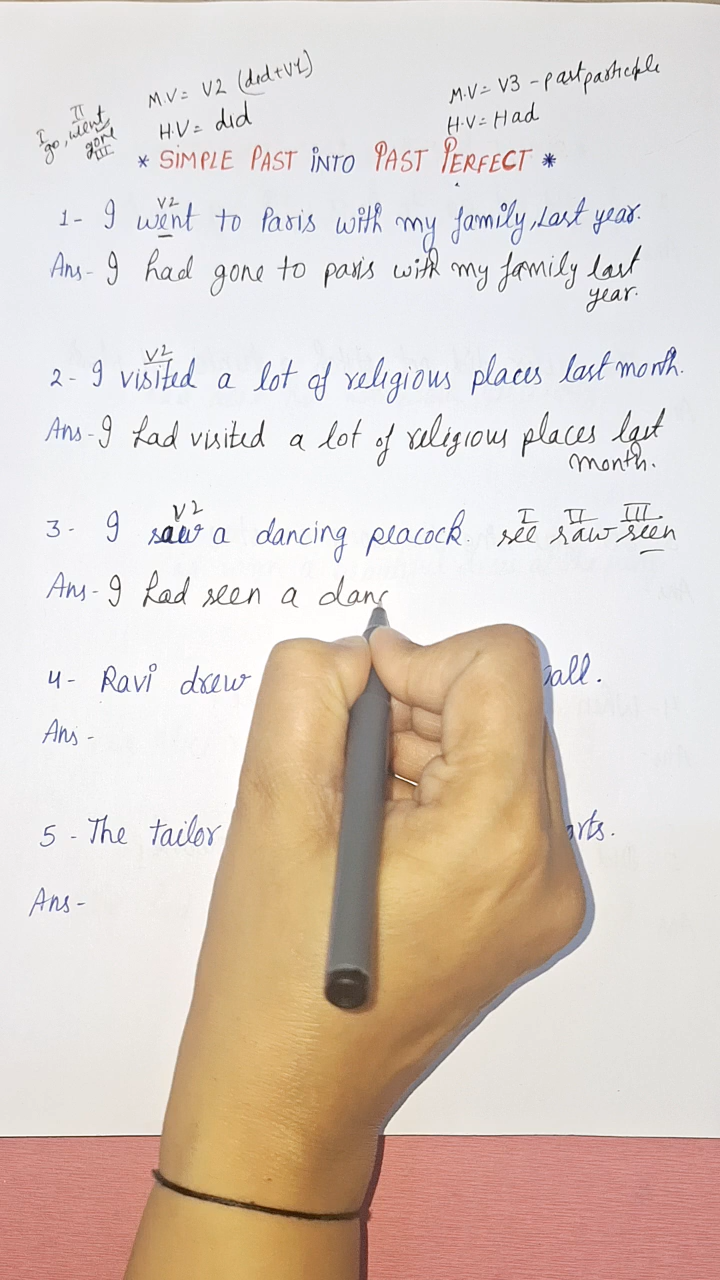 M.V = V2 (did+V1)
M.V = V3 - past participle
I II
go, went
gone
III
H.V = did
H.V = Had
* SIMPLE PAST INTO PAST PERFECT *
V2
1- I went to Paris with my family, Last year.
Ans- I had gone to paris with my family last
year.
V2
2- I visited a lot of religious places last month.
Ans- I had visited a lot of religious places last
month.
V2 I II III
3- I saw a dancing peacock. see saw seen
Ans- I had seen a danc
4- Ravi drew
Ans-
5- The tailor
Ans-